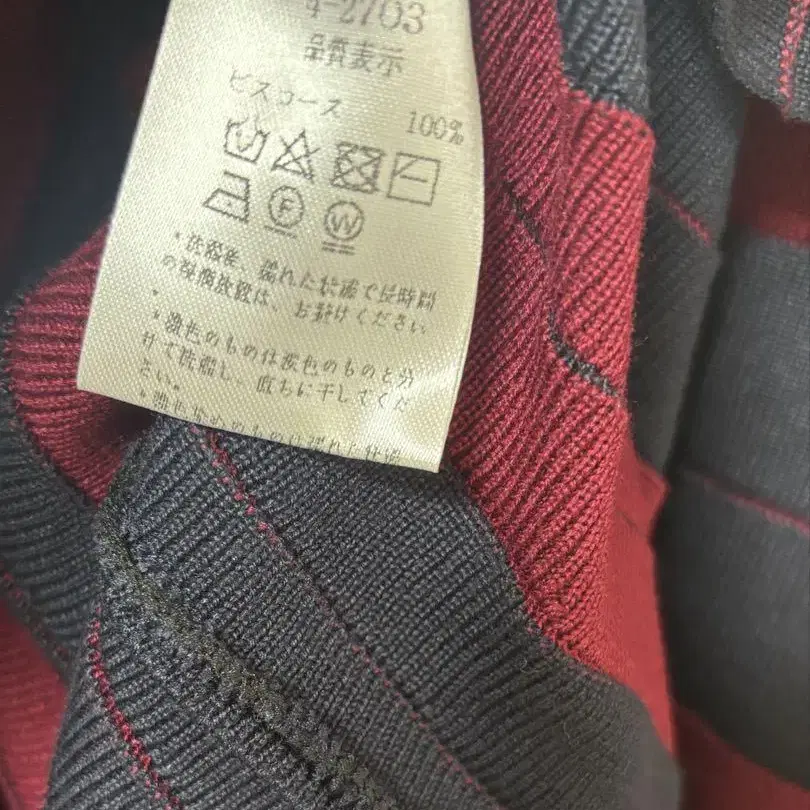 4-2703
品質表示
ビスコース
100%
F W
・洗濯後、濡れた状態で長時間
の御放置は、お避けください
・
・濃色のものは淡色のものと分
けて洗濯し、直ちに干してくだ
さい。